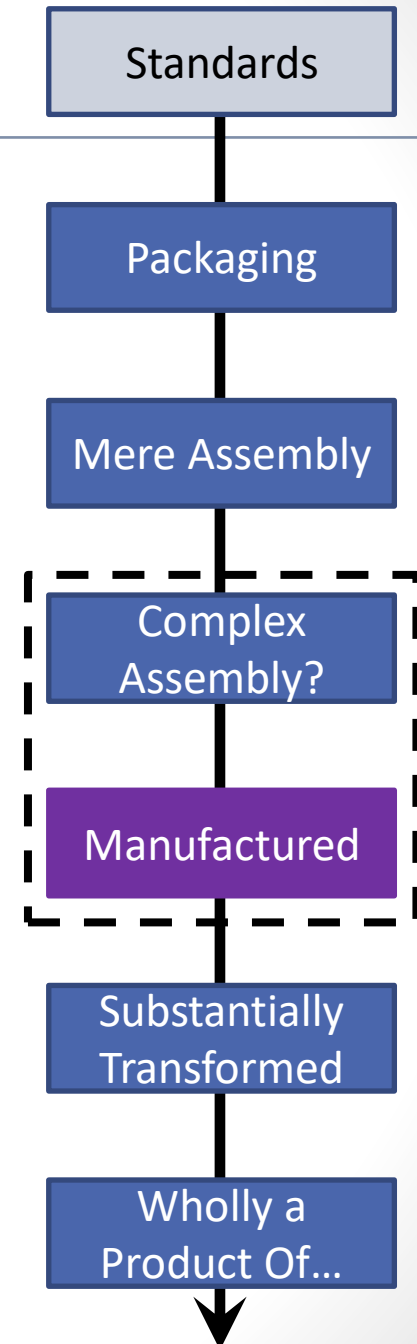 Standards
Packaging
Mere Assembly
Complex
Assembly?
Manufactured
Substantially
Transformed
Wholly a
Product Of…